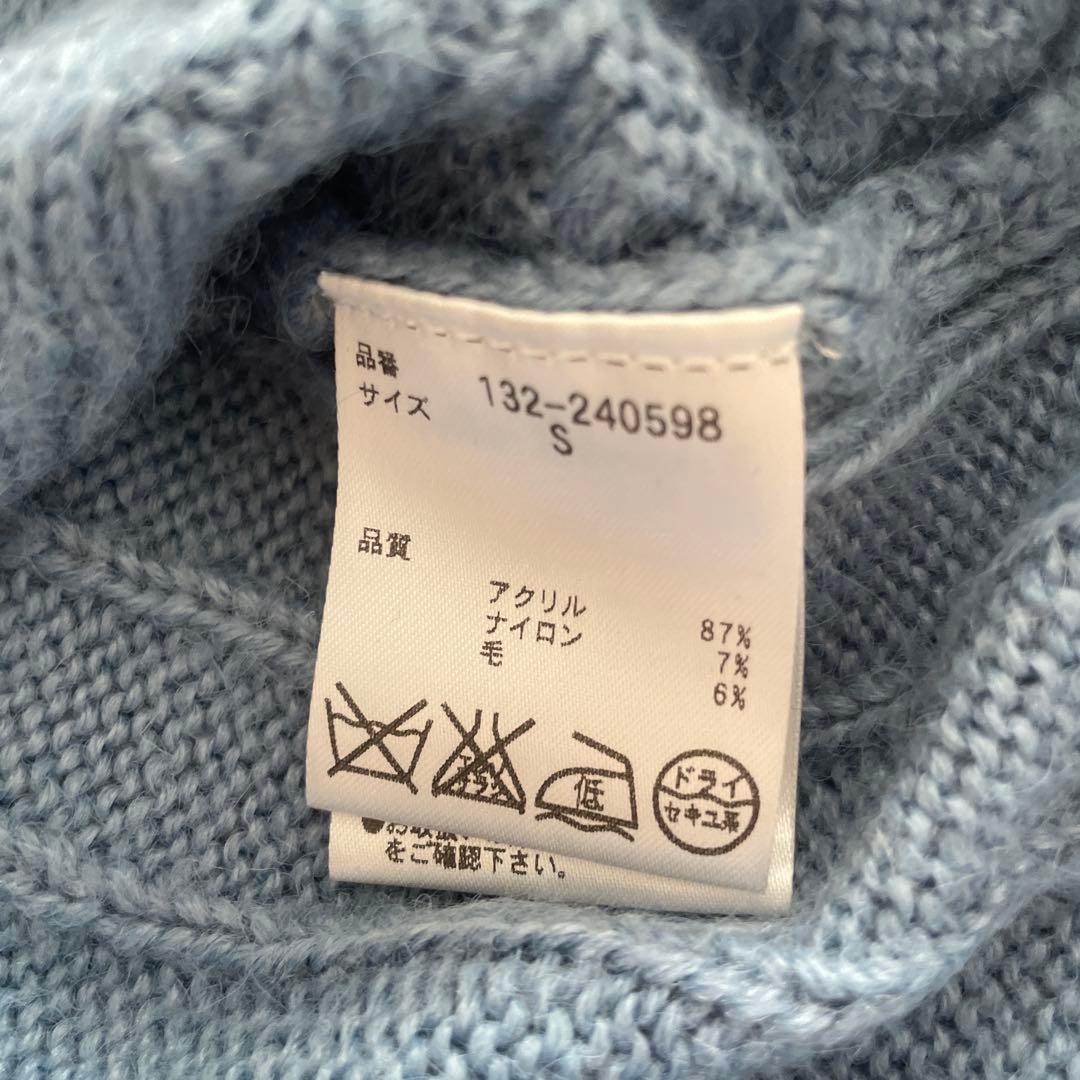 品番 132-240598
サイズ S
品質
アクリル 87%
ナイロン 7%
毛 6%
低
ドライ
セキユ系
をご確認下さい。